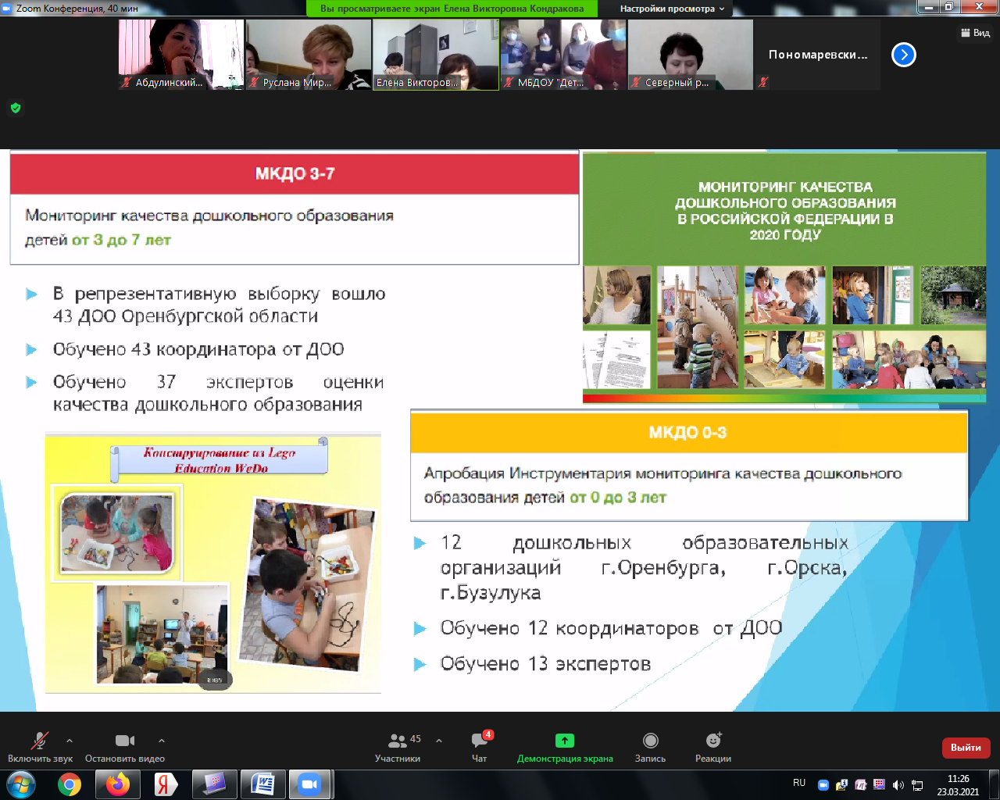 Zoom Конференция, 40 мин
Вы просматриваете экран Елена Викторовна Кондракова
Настройки просмотра
Вид
Абдулинский...
Руслана Мир...
Елена Викторов...
МБДОУ "Дет...
Северный р...
Пономаревски...
МКДО 3-7
Мониторинг качества дошкольного образования
детей от 3 до 7 лет
В репрезентативную выборку вошло
43 ДОО Оренбургской области
Обучено 43 координатора от ДОО
Обучено 37 экспертов оценки
качества дошкольного образования
МОНИТОРИНГ КАЧЕСТВА
ДОШКОЛЬНОГО ОБРАЗОВАНИЯ
В РОССИЙСКОЙ ФЕДЕРАЦИИ В
2020 ГОДУ
Конструирование из Lego
Education WeDo
МКДО 0-3
Апробация Инструментария мониторинга качества дошкольного
образования детей от 0 до 3 лет
12 дошкольных образовательных
организаций г.Оренбурга, г.Орска,
г.Бузулука
Обучено 12 координаторов от ДОО
Обучено 13 экспертов
Включить звук
Остановить видео
45
Участники
4
Чат
Демонстрация экрана
Запись
Реакции
Выйти
RU
11:26
23.03.2021